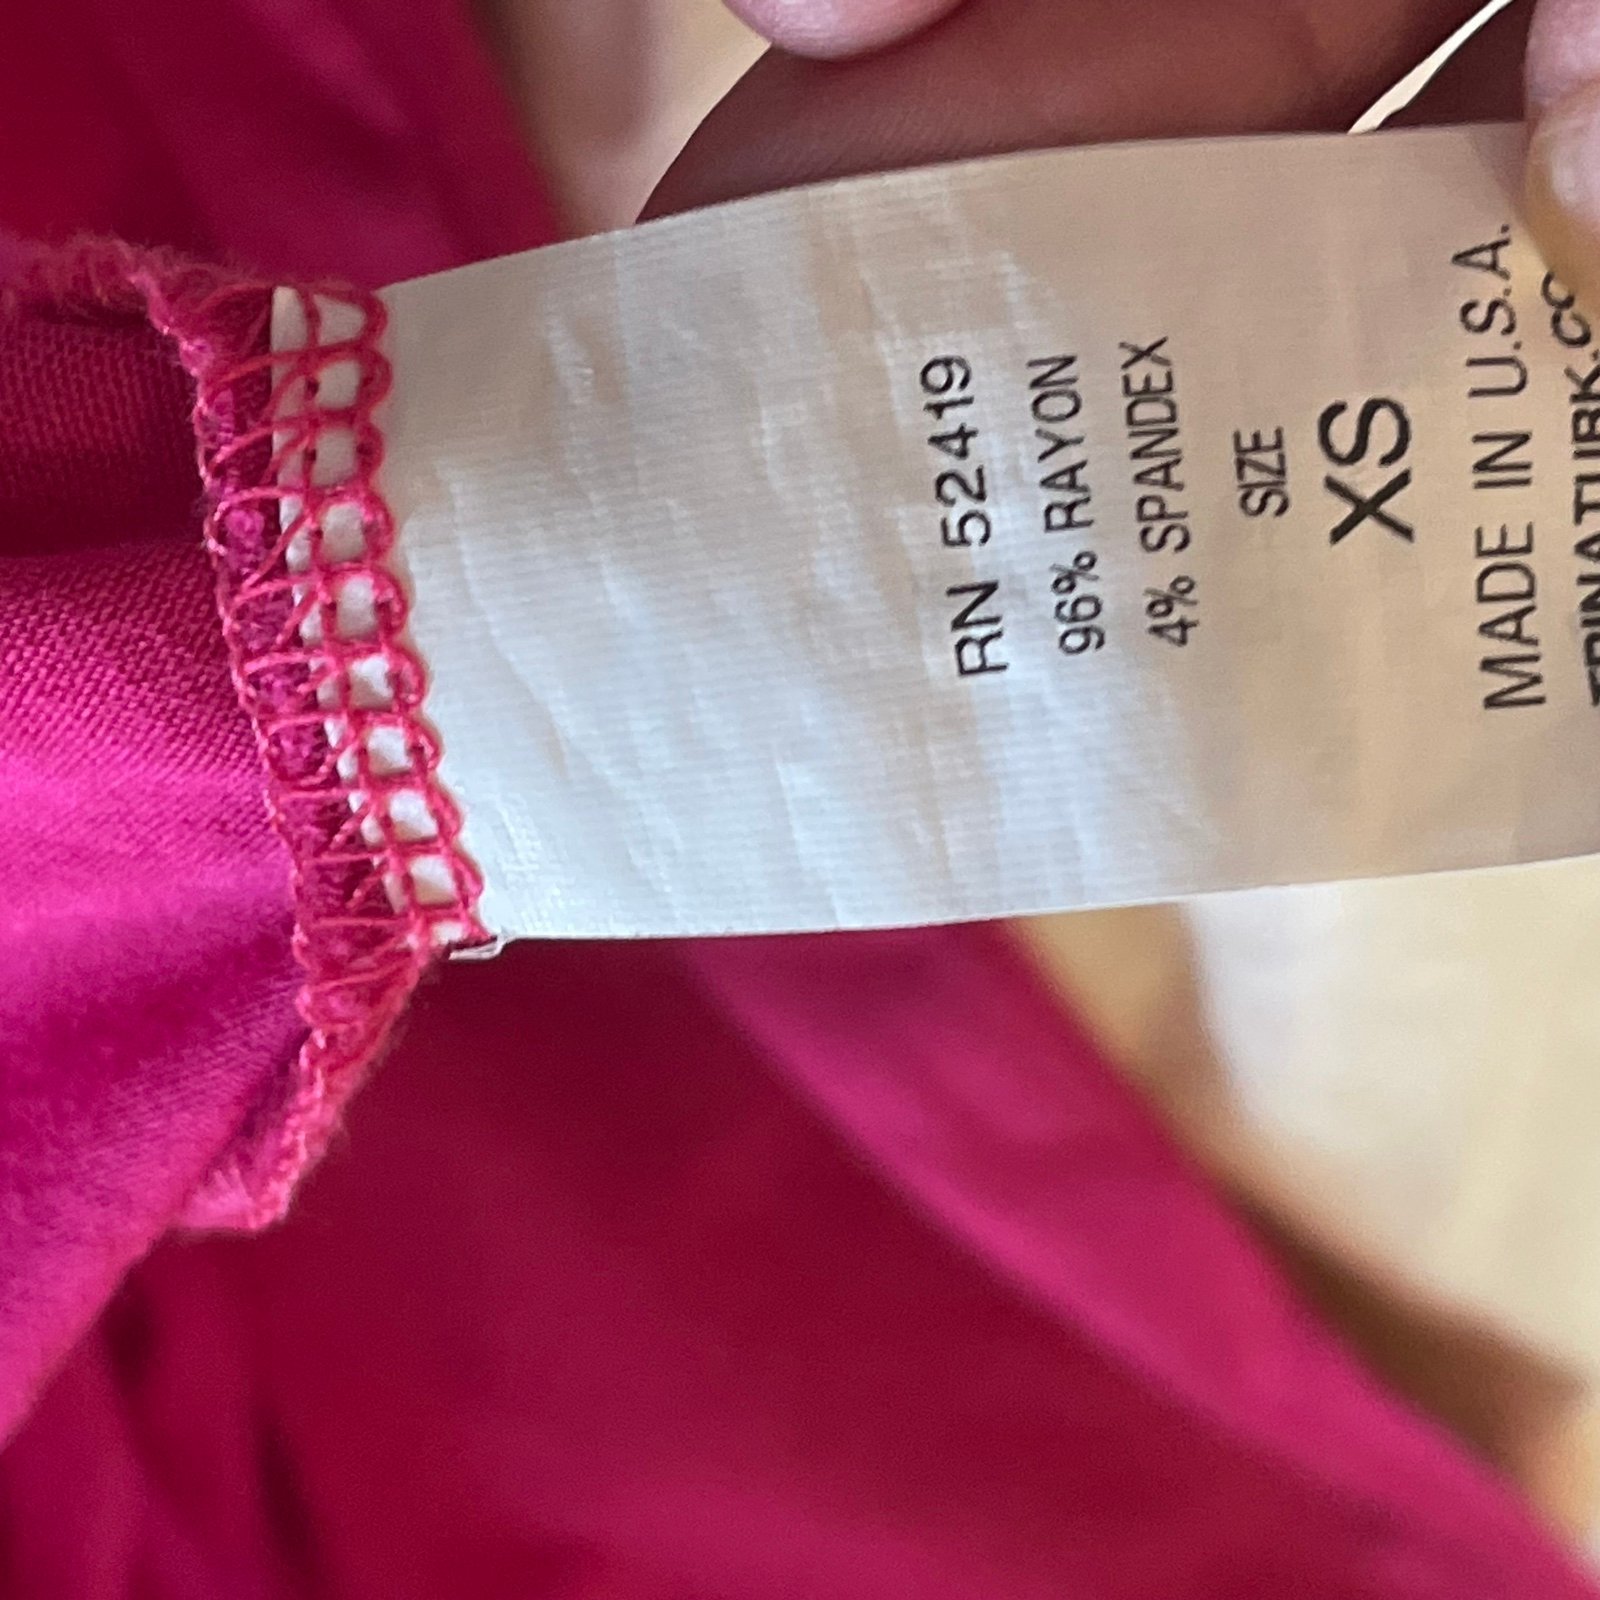 RN 52419
96% RAYON
4% SPANDEX
SIZE
XS
MADE IN U.S.A.